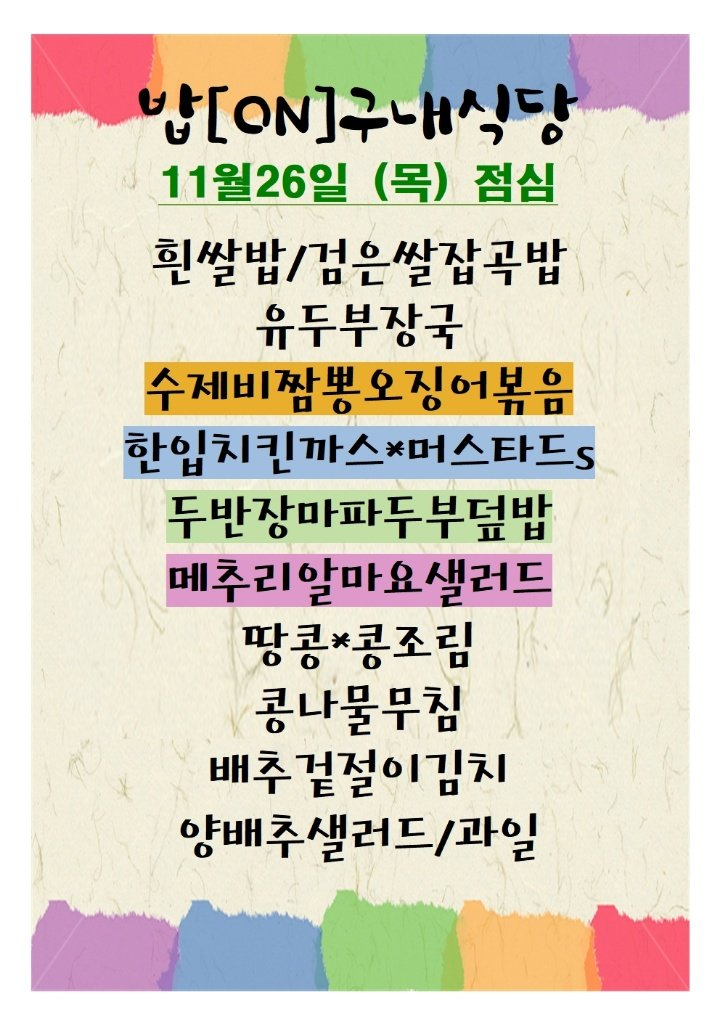 밥[ON]구내식당
11월26일 (목) 점심
흰쌀밥/검은쌀잡곡밥
유두부장국
수제비짬뽕오징어볶음
한입치킨까스*머스타드s
두반장마파두부덮밥
메추리알마요샐러드
땅콩*콩조림
콩나물무침
배추겉절이김치
양배추샐러드/과일